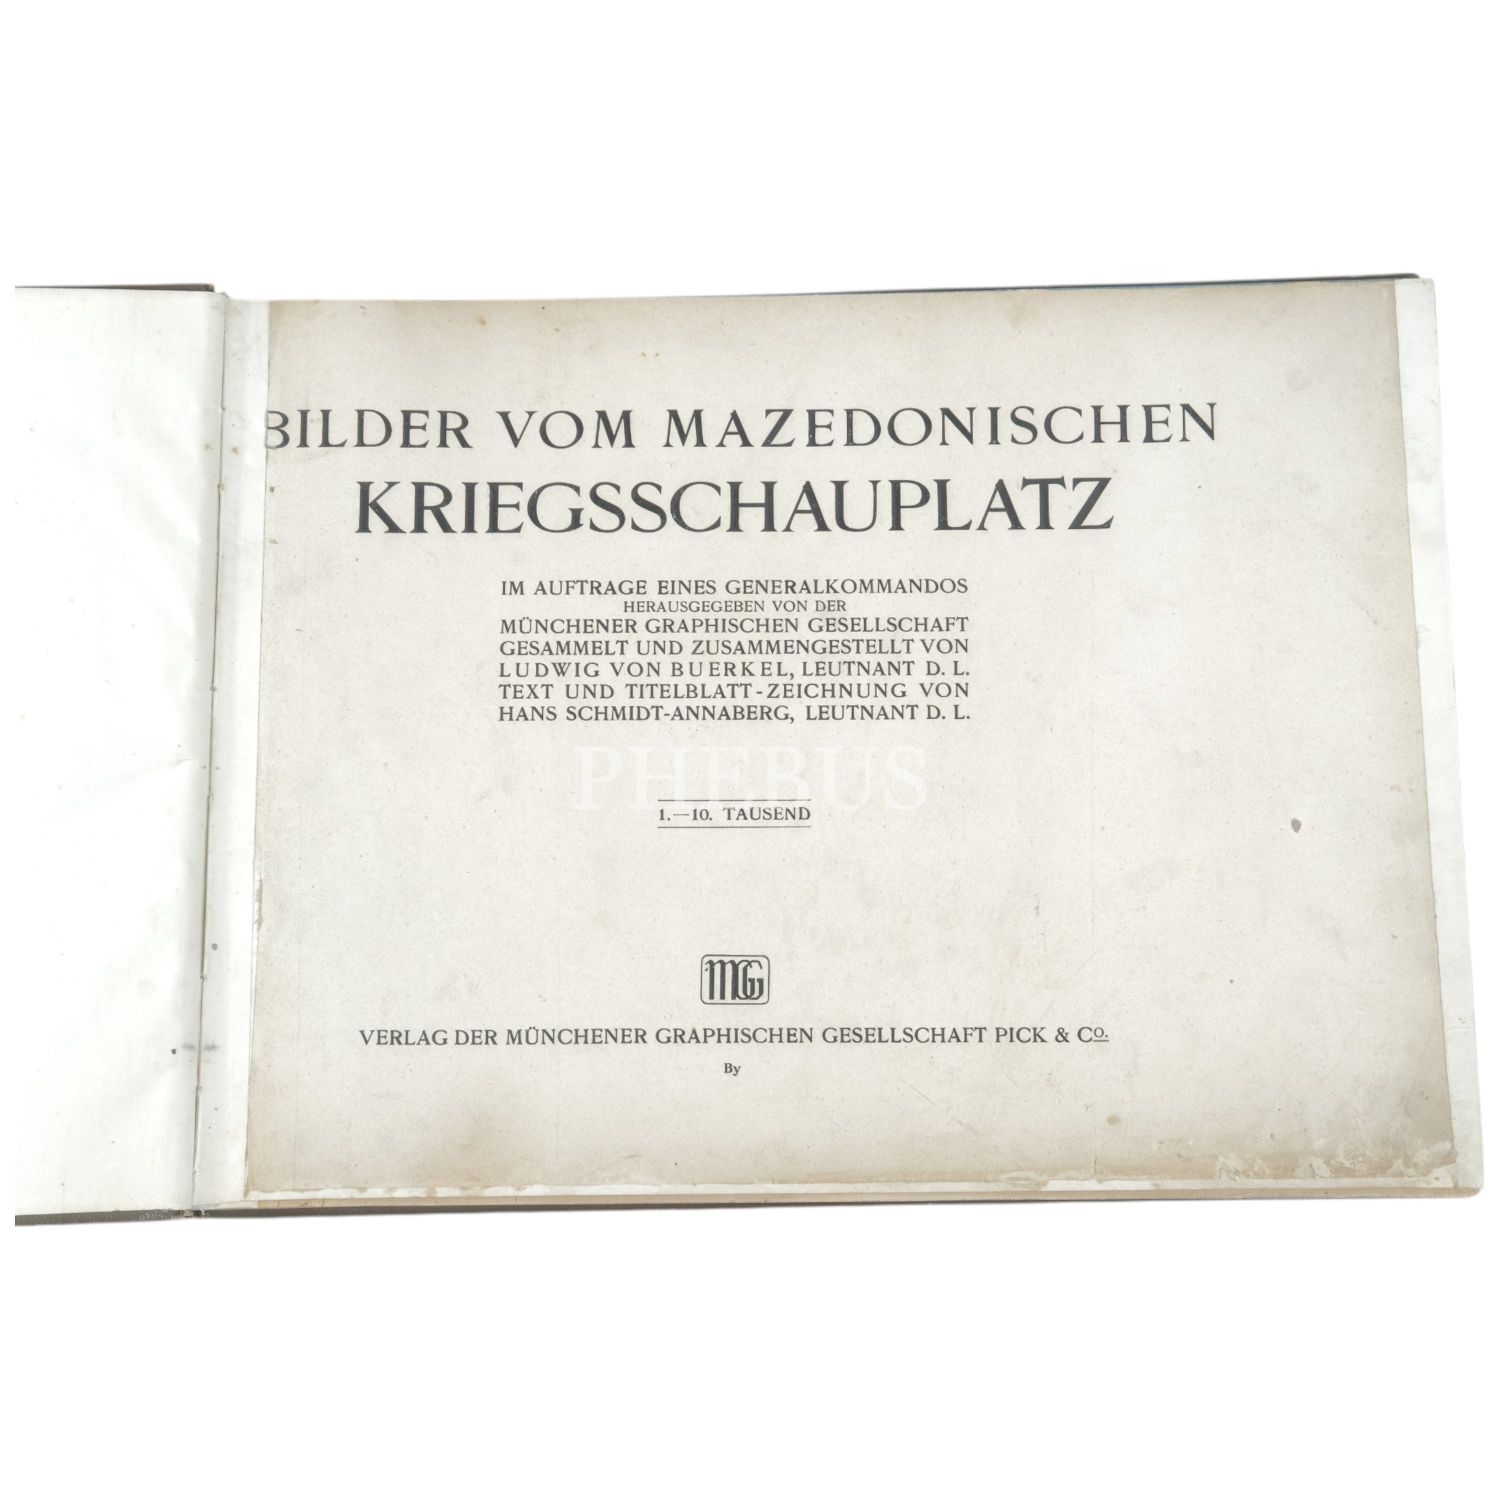 BILDER VOM MAZEDONISCHEN
KRIEGSSCHAUPLATZ
IM AUFTRAGE EINES GENERALKOMMANDOS
HERAUSGEGEBEN VON DER
MÜNCHENER GRAPHISCHEN GESELLSCHAFT
GESAMMELT UND ZUSAMMENGESTELLT VON
LUDWIG VON BUERKEL, LEUTNANT D. L.
TEXT UND TITELBLATT-ZEICHNUNG VON
HANS SCHMIDT-ANNABERG, LEUTNANT D. L.
PHEBUS
1.—10. TAUSEND
MGG
VERLAG DER MÜNCHENER GRAPHISCHEN GESELLSCHAFT PICK & Co.
By